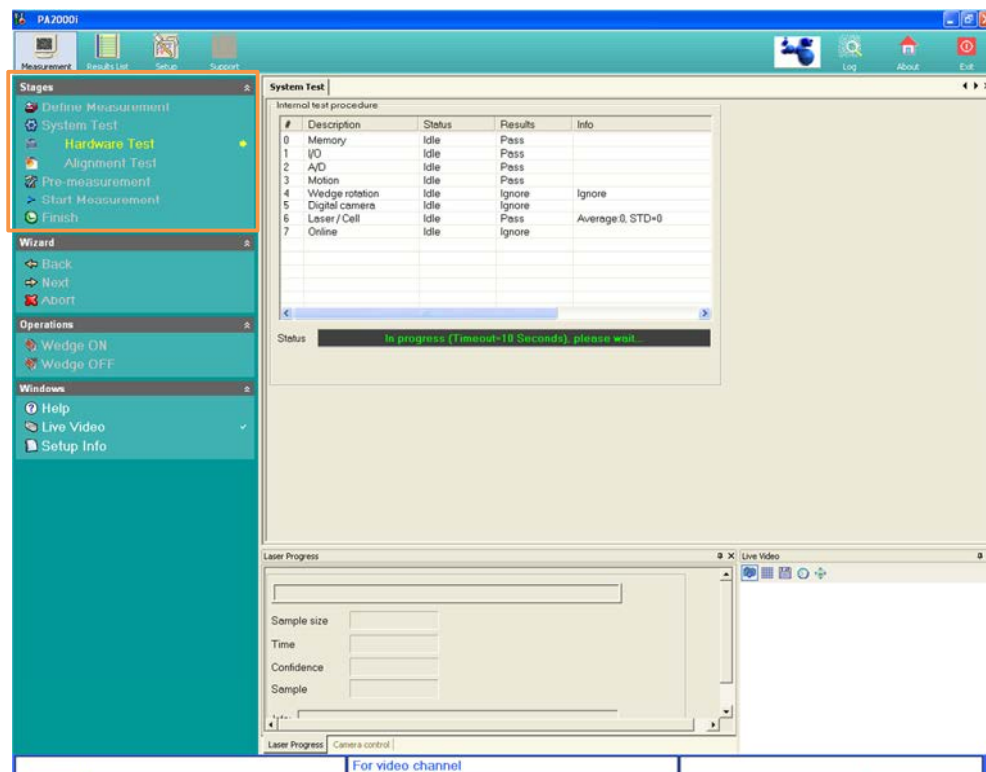 PA2000i
Measurement Results List Setup Support Log About Exit
Stages
Define Measurement
System Test
Hardware Test
Alignment Test
Pre-measurement
Start Measurement
Finish
Wizard
Back
Next
Abort
Operations
Wedge ON
Wedge OFF
Windows
Help
Live Video
Setup Info
System Test
Internal test procedure
# Description Status Results Info
0 Memory Idle Pass
1 I/O Idle Pass
2 A/D Idle Pass
3 Motion Idle Pass
4 Wedge rotation Idle Ignore Ignore
5 Digital camera Idle Ignore
6 Laser / Cell Idle Pass Average:0, STD=0
7 Online Idle Ignore
Status In progress (Timeout=10 Seconds), please wait...
Laser Progress
Sample size
Time
Confidence
Sample
Laser Progress Camera control
Live Video
For video channel